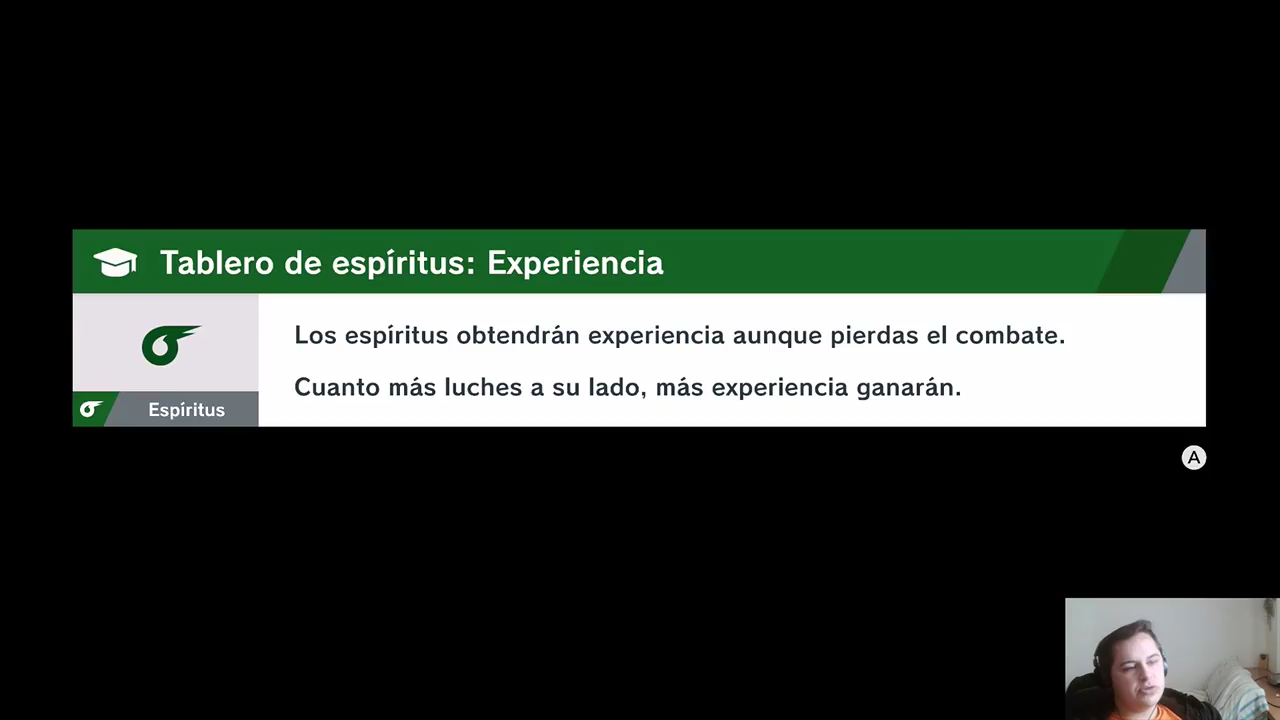 Tablero de espíritus: Experiencia
Los espíritus obtendrán experiencia aunque pierdas el combate.
Cuanto más luches a su lado, más experiencia ganarán.
Espíritus
A